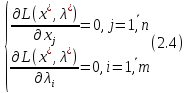 ∂L(x^¿, λ^¿)/∂x_j = 0, j = 1,′ n
∂L(x^¿, λ^¿)/∂λ_i = 0, i = 1,′ m
(2.4)